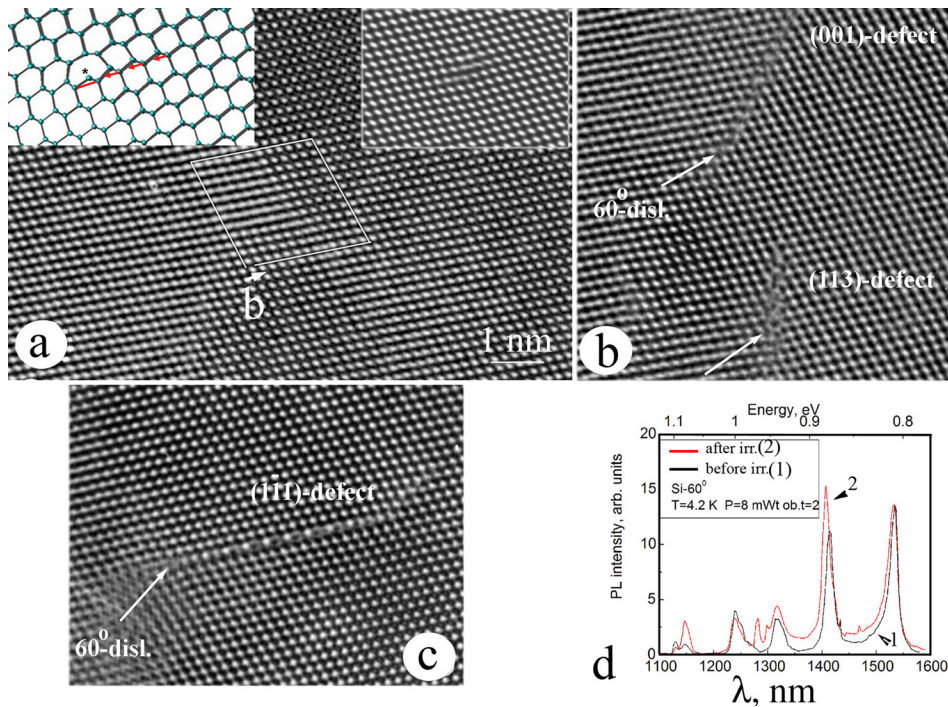 *
b
a
1 nm
(001)-defect
60°-disl.
(113)-defect
b
(111)-defect
60°-disl.
c
Energy, eV
1.1 1 0.9 0.8
20
15
10
5
0
PL intensity, arb. units
after irr.(2)
before irr.(1)
Si-60°
T=4.2 K P=8 mWt ob.t=2
2
1
1100 1200 1300 1400 1500 1600
λ, nm
d